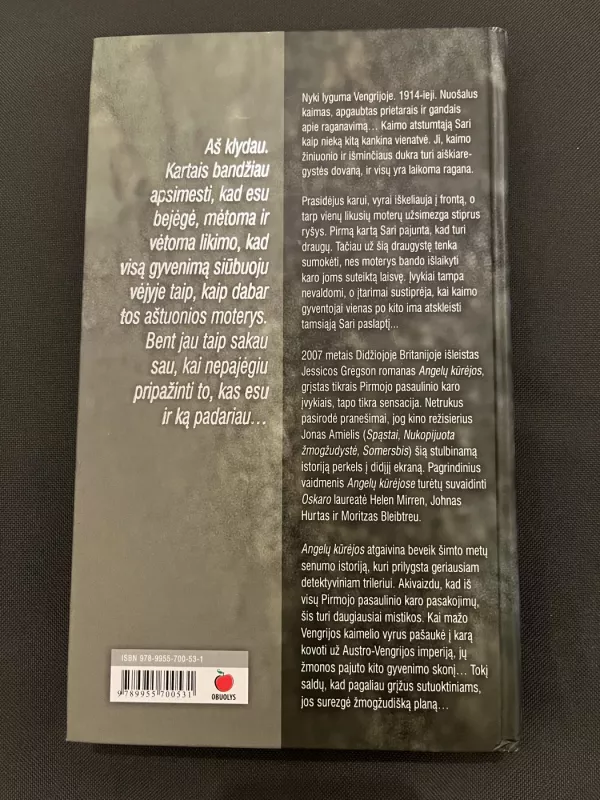 Aš klydau.
Kartais bandžiau
apsimesti, kad esu
bejėgė, mėtoma ir
vėtoma likimo, kad
visą gyvenimą siūbuoju
vėjyje taip, kaip dabar
tos aštuonios moterys.
Bent jau taip sakau
sau, kai nepajėgiu
pripažinti to, kas esu
ir ką padariau…
Nyki lyguma Vengrijoje. 1914-ieji. Nuošalus
kaimas, apgaubtas prietarais ir gandais
apie raganavimą… Kaimo atstumtąją Sari
kaip nieką kitą kankina vienatvė. Ji, kaimo
žiniuonio ir išminčiaus dukra turi aiškiare-
gystės dovaną, ir visų yra laikoma ragana.
Prasidėjus karui, vyrai iškeliauja į frontą, o
tarp vienų likusių moterų užsimezga stiprus
ryšys. Pirmą kartą Sari pajunta, kad turi
draugų. Tačiau už šią draugystę tenka
sumokėti, nes moterys bando išlaikyti
karo joms suteiktą laisvę. Įvykiai tampa
nevaldomi, o įtarimai sustiprėja, kai kaimo
gyventojai vienas po kito ima atskleisti
tamsiąją Sari paslaptį...
2007 metais Didžiojoje Britanijoje išleistas
Jessicos Gregson romanas Angelų kūrėjos,
grįstas tikrais Pirmojo pasaulinio karo
įvykiais, tapo tikra sensacija. Netrukus
pasirodė pranešimai, jog kino režisierius
Jonas Amielis (Spąstai, Nukopijuota
žmogžudystė, Somersbis) šią stulbinamą
istoriją perkels į didįjį ekraną. Pagrindinius
vaidmenis Angelų kūrėjose turėtų suvaidinti
Oskaro laureatė Helen Mirren, Johnas
Hurtas ir Moritzas Bleibtreu.
Angelų kūrėjos atgaivina beveik šimto metų
senumo istoriją, kuri prilygsta geriausiam
detektyviniam trileriui. Akivaizdu, kad iš
visų Pirmojo pasaulinio karo pasakojimų,
šis turi daugiausiai mistikos. Kai mažo
Vengrijos kaimelio vyrus pašaukė į karą
kovoti už Austro-Vengrijos imperiją, jų
žmonos pajuto kito gyvenimo skonį… Tokį
saldų, kad pagaliau grįžus sutuoktiniams,
jos surezgė žmogžudišką planą…
ISBN 978-9955-700-53-1
9789955700531
OBUOLYS